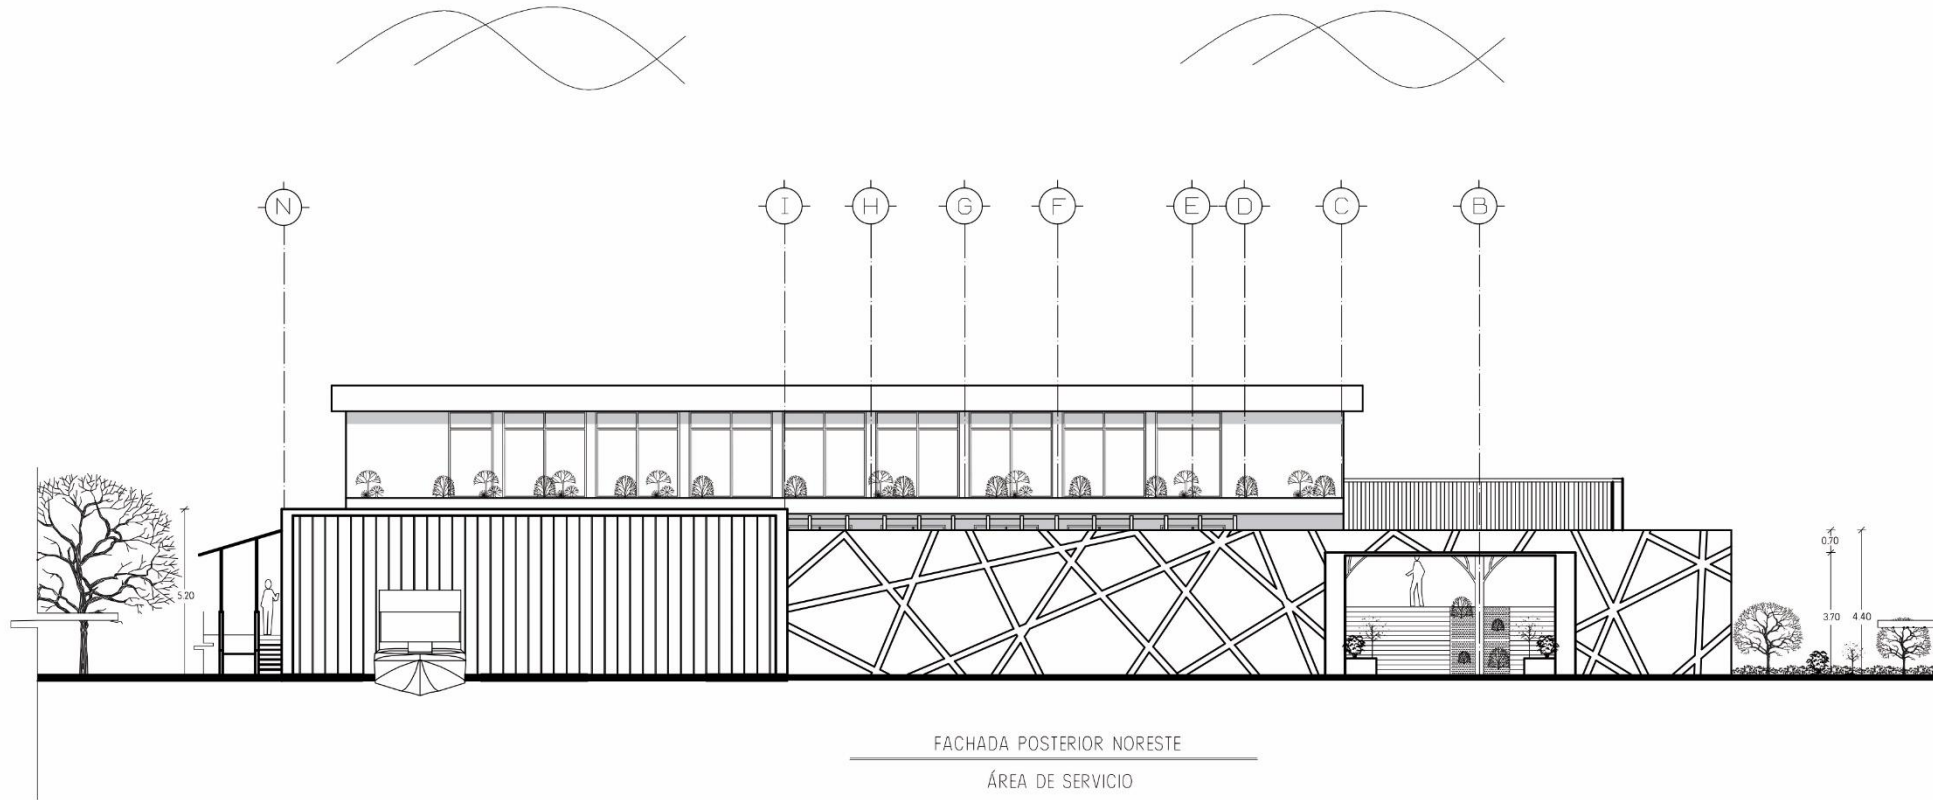 N I H G F E D C B
5.20
0.70
3.70 4.40
FACHADA POSTERIOR NORESTE
ÁREA DE SERVICIO